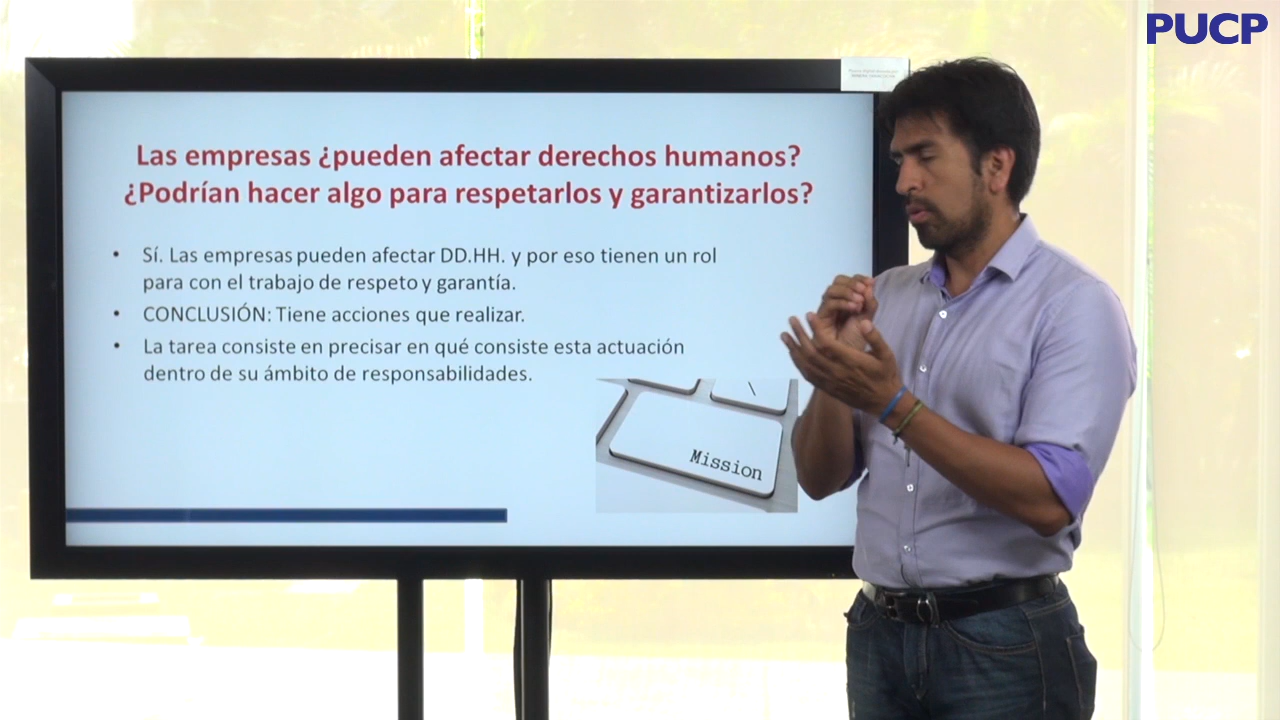 PUCP
Las empresas ¿pueden afectar derechos humanos?
¿Podrían hacer algo para respetarlos y garantizarlos?
• Sí. Las empresas pueden afectar DD.HH. y por eso tienen un rol
para con el trabajo de respeto y garantía.
• CONCLUSIÓN: Tiene acciones que realizar.
• La tarea consiste en precisar en qué consiste esta actuación
dentro de su ámbito de responsabilidades.
\
Mission